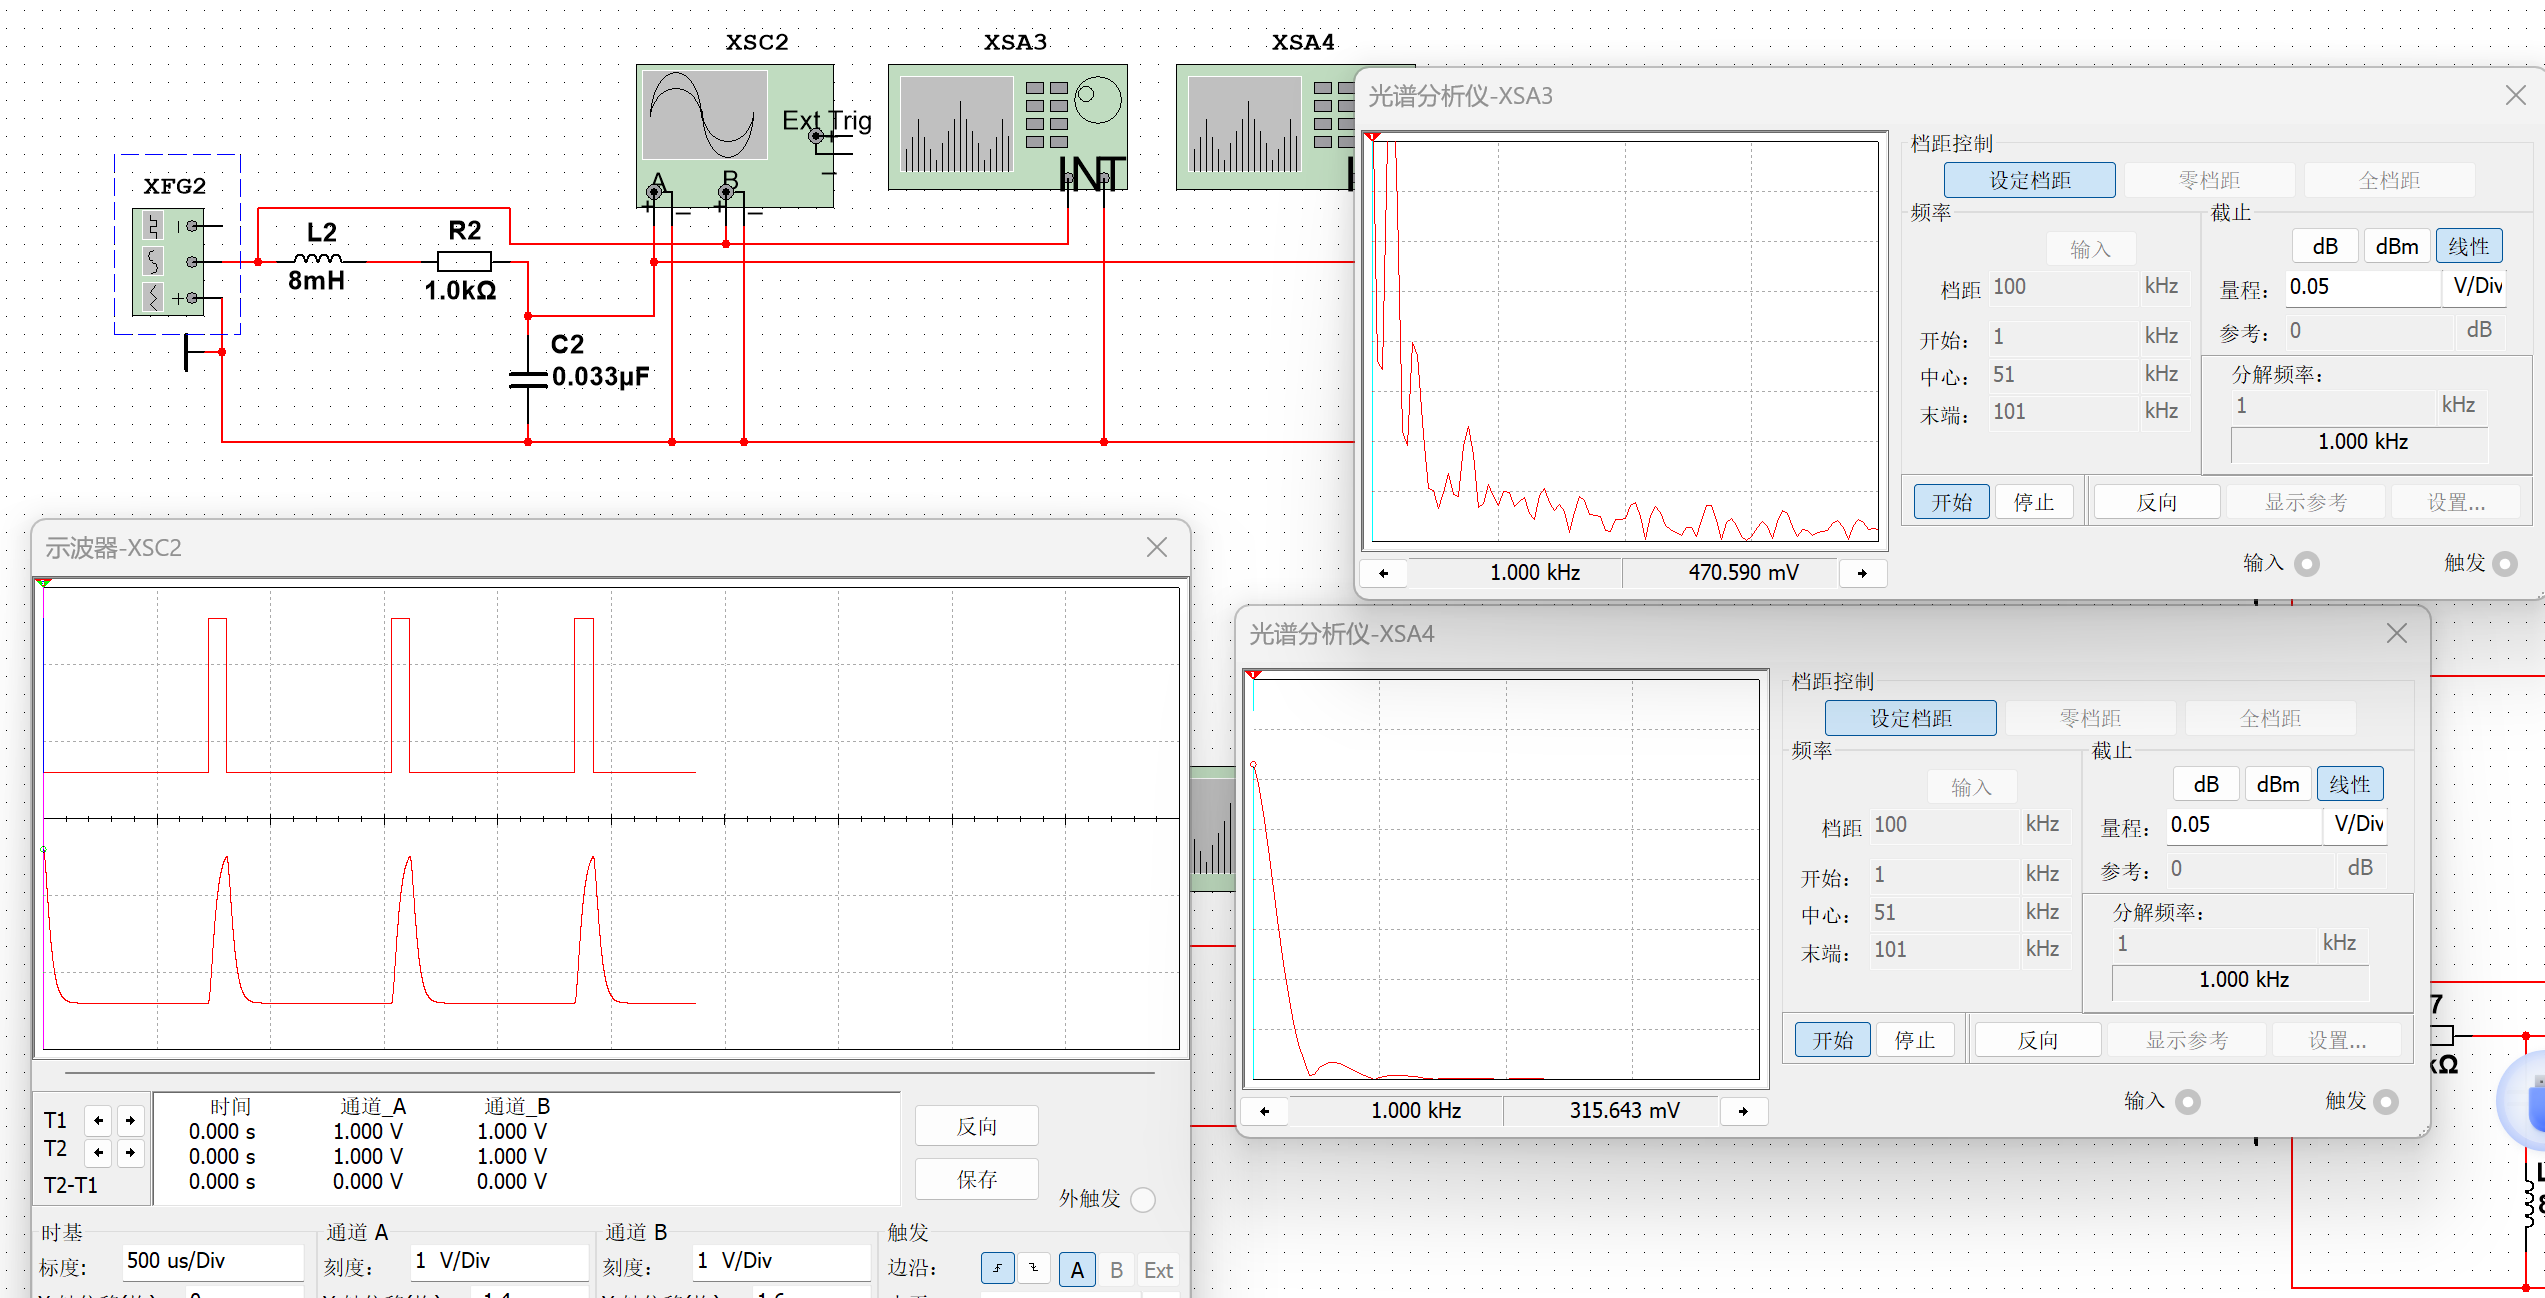 XSC2
XSA3
XSA4
Ext Trig
A
B
INT
XFG2
L2
8mH
R2
1.0kΩ
C2
0.033μF
光谱分析仪-XSA3
档距控制
设定档距 零档距 全档距
频率
截止
输入
dB dBm 线性
档距 100 kHz
量程: 0.05 V/Div
开始: 1 kHz
参考: 0 dB
中心: 51 kHz
分解频率:
末端: 101 kHz
1 kHz
1.000 kHz
开始 停止 反向 显示参考 设置...
1.000 kHz 470.590 mV
输入 触发
示波器-XSC2
时间 通道_A 通道_B
T1 0.000 s 1.000 V 1.000 V
T2 0.000 s 1.000 V 1.000 V
T2-T1 0.000 s 0.000 V 0.000 V
反向
保存
外触发
时基
标度: 500 us/Div
通道 A
刻度: 1 V/Div
通道 B
刻度: 1 V/Div
触发
边沿: A B Ext
光谱分析仪-XSA4
档距控制
设定档距 零档距 全档距
频率
截止
输入
dB dBm 线性
档距 100 kHz
量程: 0.05 V/Div
开始: 1 kHz
参考: 0 dB
中心: 51 kHz
分解频率:
末端: 101 kHz
1 kHz
1.000 kHz
开始 停止 反向 显示参考 设置...
1.000 kHz 315.643 mV
输入 触发
7
kΩ